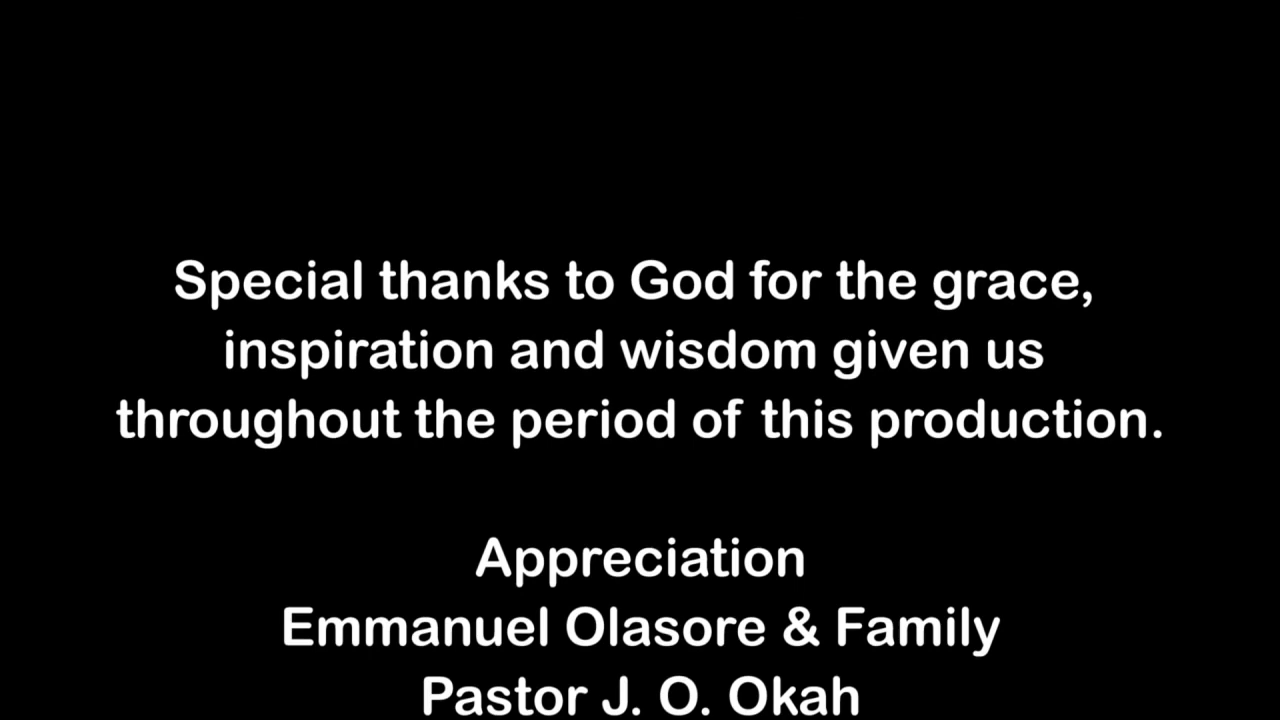 Special thanks to God for the grace,
inspiration and wisdom given us
throughout the period of this production.
Appreciation
Emmanuel Olasore & Family
Pastor J. O. Okah